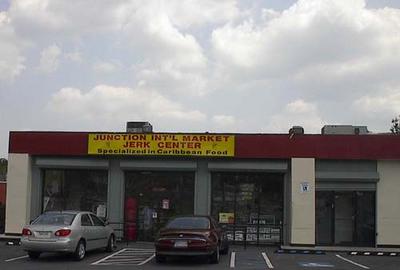 JUNCTION INT'L MARKET
JERK CENTER
Specialized in Caribbean Food